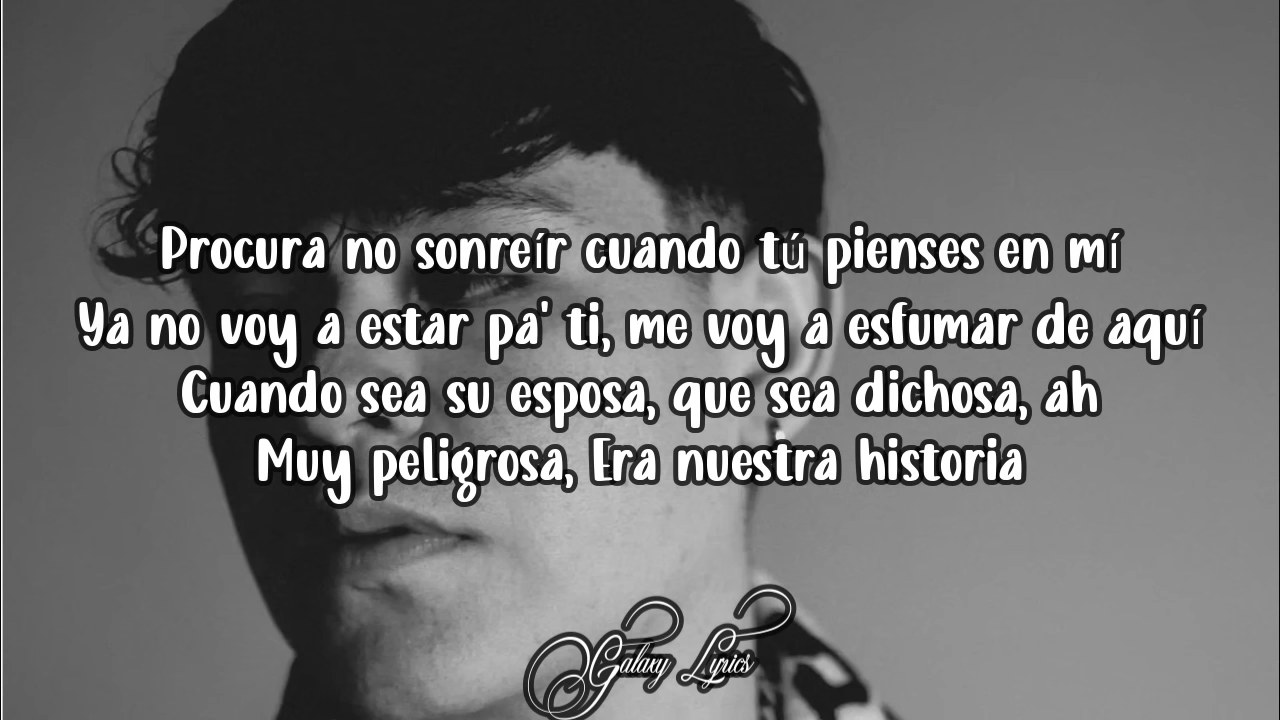 Procura no sonreír cuando tú pienses en mí
Ya no voy a estar pa' ti, me voy a esfumar de aquí
Cuando sea su esposa, que sea dichosa, ah
Muy peligrosa, Era nuestra historia
Galaxy Lyrics